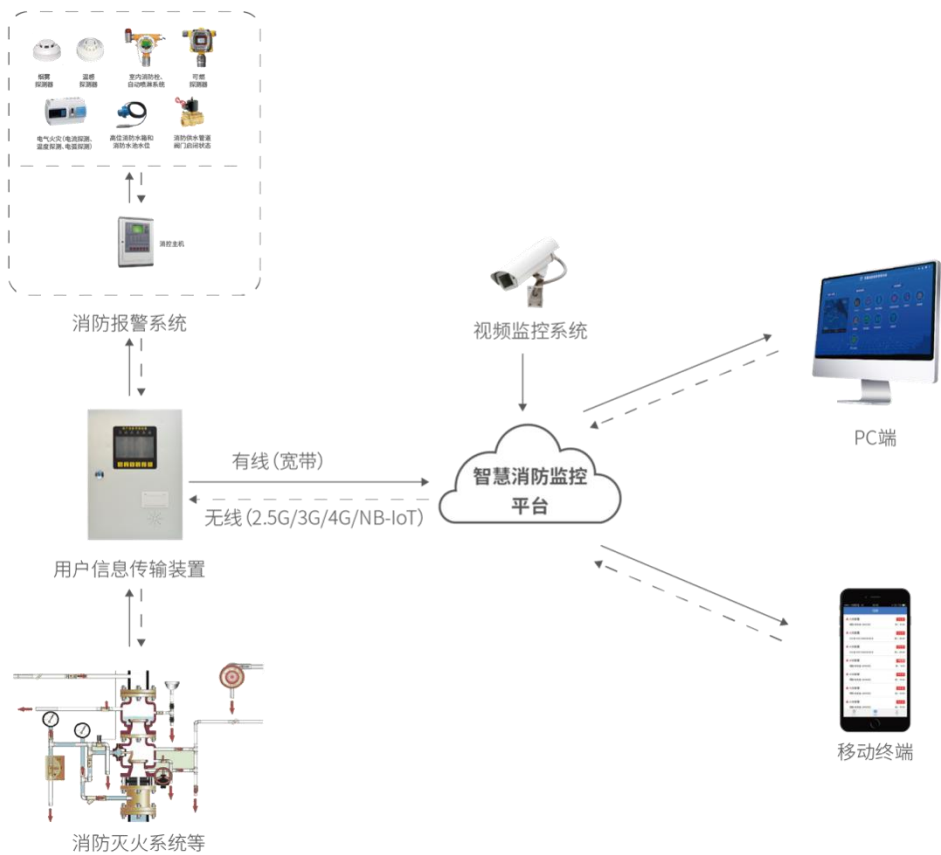 烟雾
探测器
温感
探测器
室内消防栓、
自动喷淋系统
可燃
探测器
电气火灾(电流探测、
温度探测、电弧探测)
高位消防水箱和
消防水池水位
消防供水管道
阀门启闭状态
消控主机
消防报警系统
视频监控系统
PC端
有线(宽带)
智慧消防监控
平台
无线(2.5G/3G/4G/NB-IoT)
用户信息传输装置
移动终端
消防灭火系统等